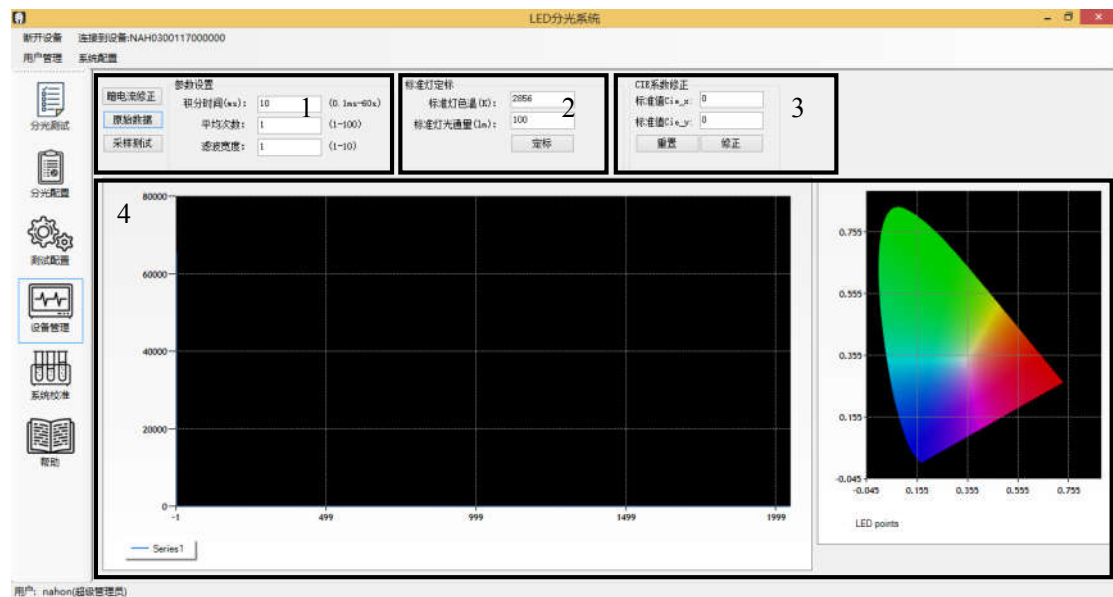 LED分光系统
断开设备 连接到设备:NAH0300117000000
用户管理 系统配置
分光测试
分光配置
测试配置
设备管理
系统校准
帮助
暗电流修正
原始数据
采样测试
参数设置
积分时间(ms): 10 (0.1ms-60s)
平均次数: 1 (1-100)
滤波宽度: 1 (1-10)
1
标准灯定标
标准灯色温(K): 2856
标准灯光通量(lm): 100
定标
2
CIE系数修正
标准值Cie_x: 0
标准值Cie_y: 0
重置 修正
3
4
80000
60000
40000
20000
0
-1 499 999 1499 1999
Series1
0.755
0.555
0.355
0.155
-0.045
-0.045 0.155 0.355 0.555 0.755
LED points
用户: nahon(超级管理员)